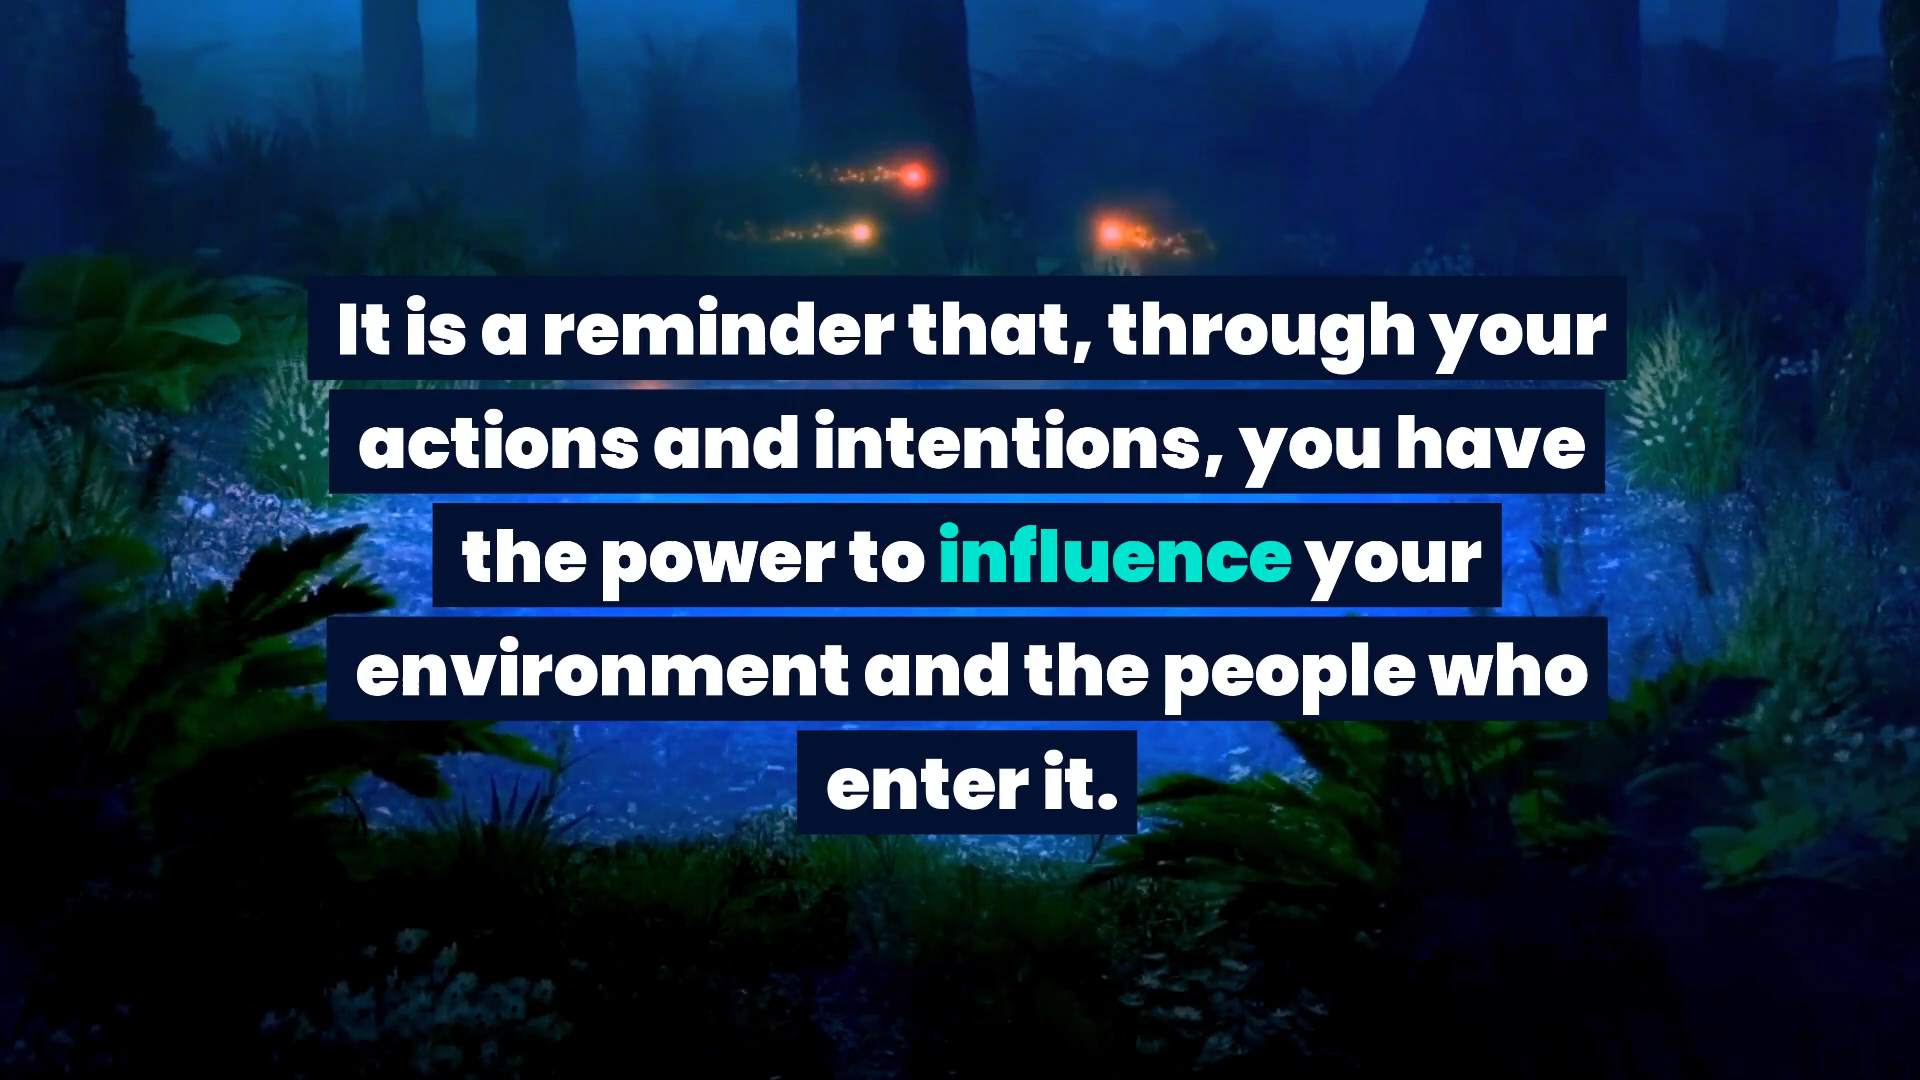 It is a reminder that, through your
actions and intentions, you have
the power to influence your
environment and the people who
enter it.